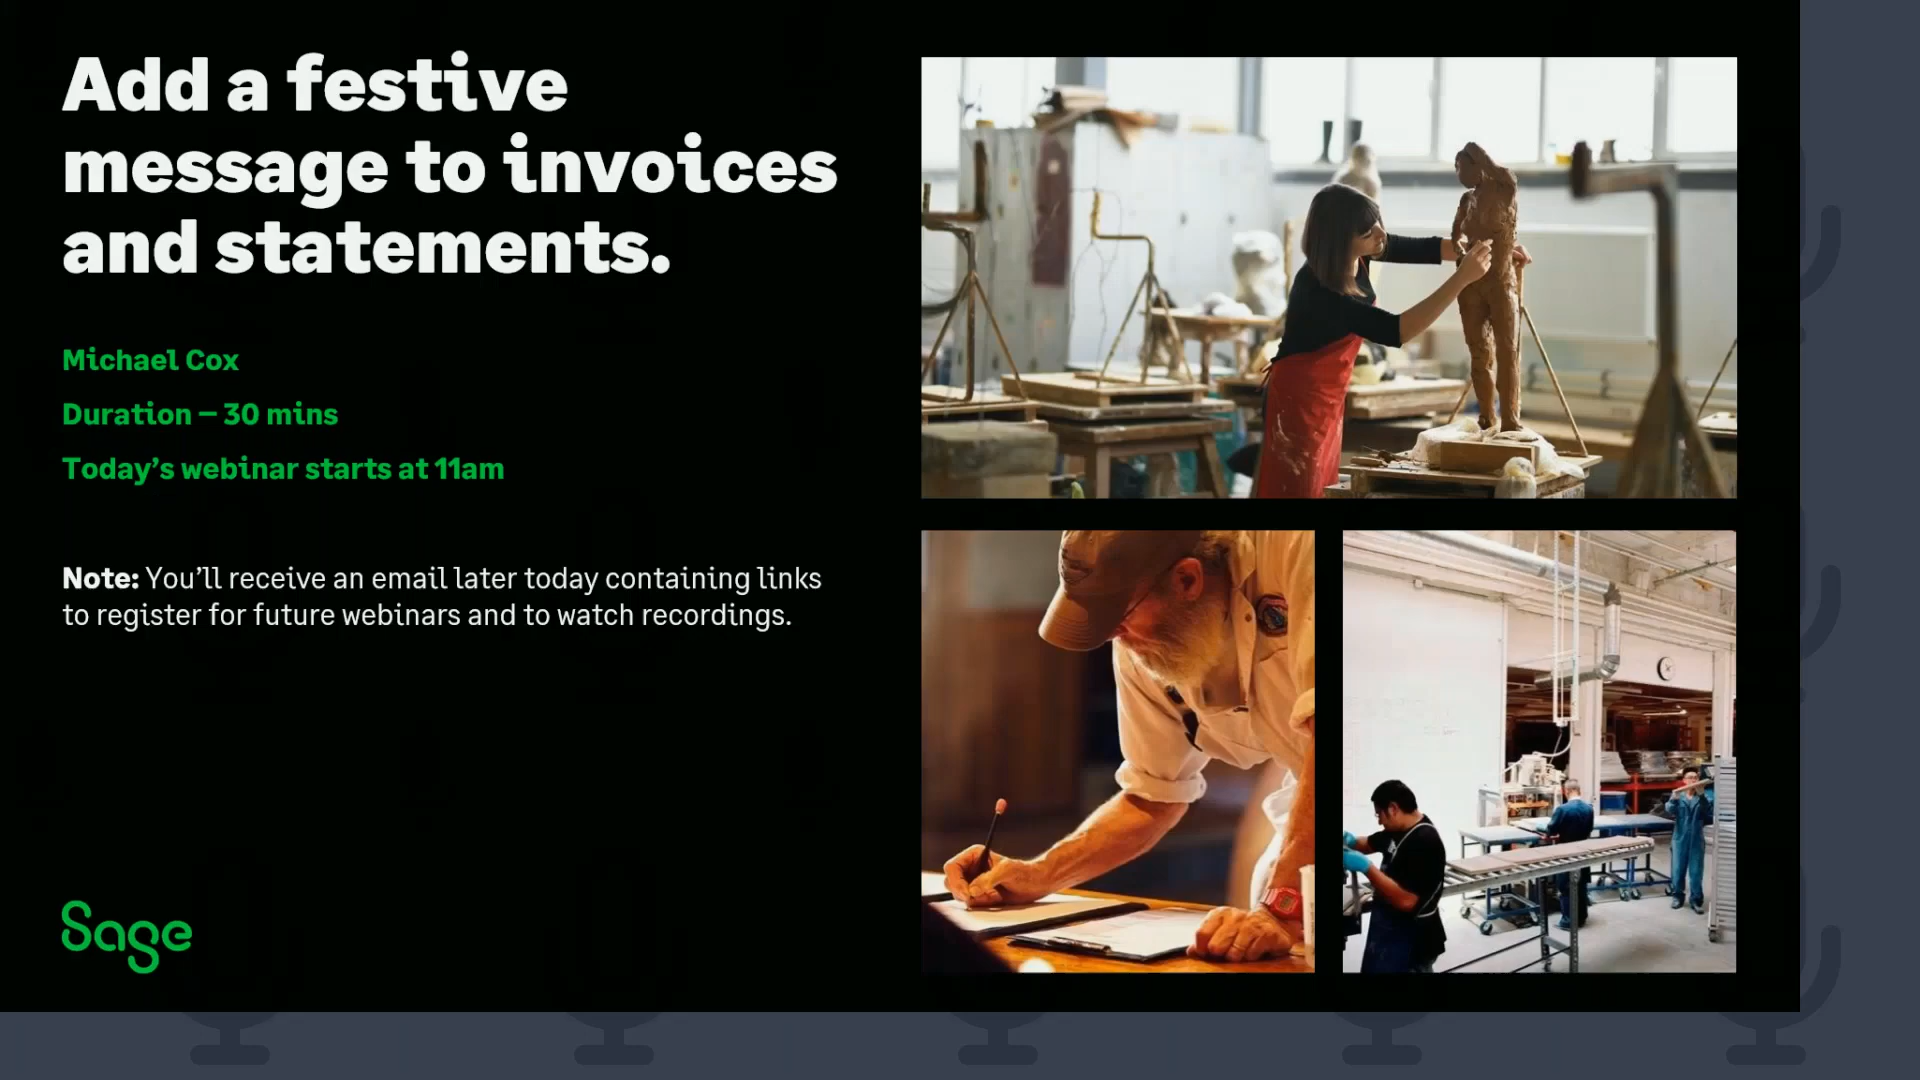 Add a festive
message to invoices
and statements.
Michael Cox
Duration – 30 mins
Today's webinar starts at 11am
Note: You'll receive an email later today containing links
to register for future webinars and to watch recordings.
Sage